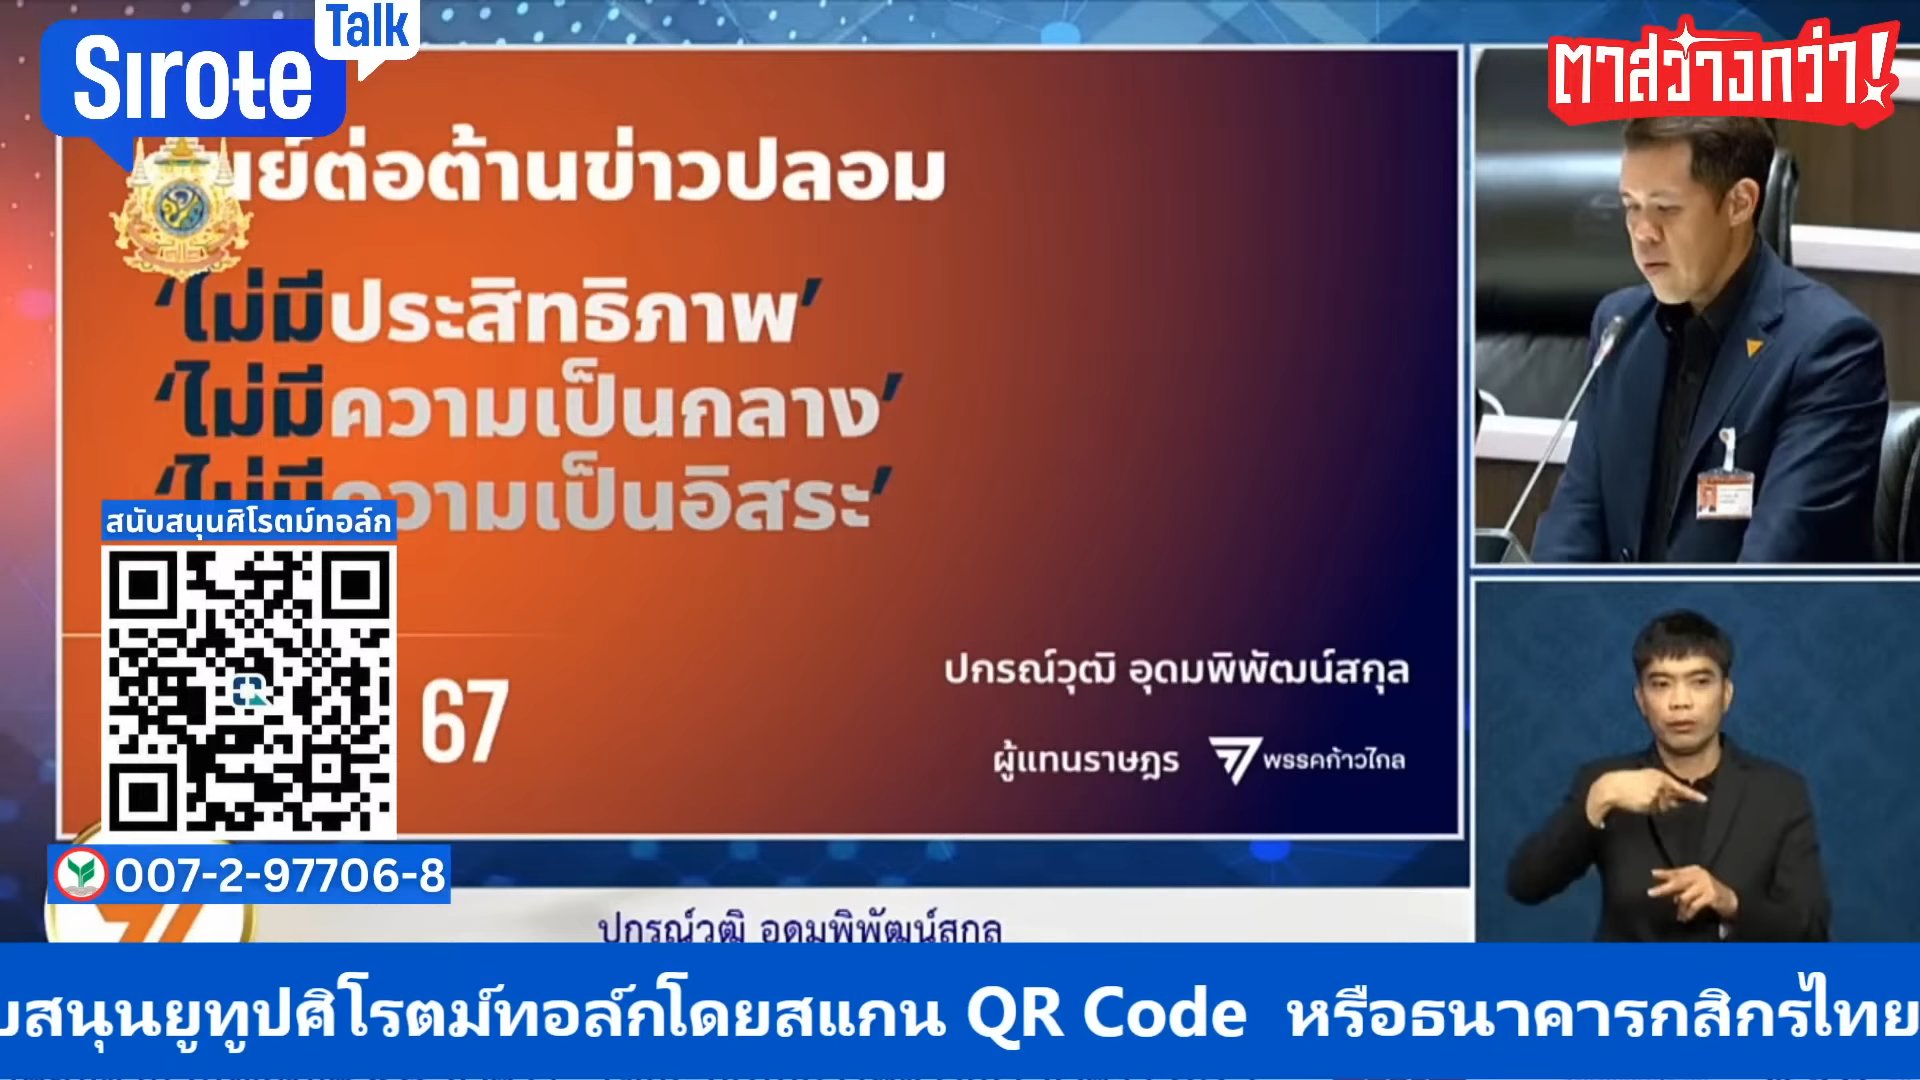 Sirote
Talk
ตาสว่างกว่า!
ต่อต้านข่าวปลอม
‘ไม่มีประสิทธิภาพ’
‘ไม่มีความเป็นกลาง’
‘ไม่มีความเป็นอิสระ’
สนับสนุนศิโรตม์ทอล์ก
67
ปกรณ์วุฒิ อุดมพิพัฒน์สกุล
ผู้แทนราษฎร
พรรคก้าวไกล
007-2-97706-8
ปกรณ์วุฒิ อุดมพิพัฒน์สกุล
บสนุนยูทูปศิโรตม์ทอล์กโดยสแกน QR Code หรือธนาคารกสิกรไทย